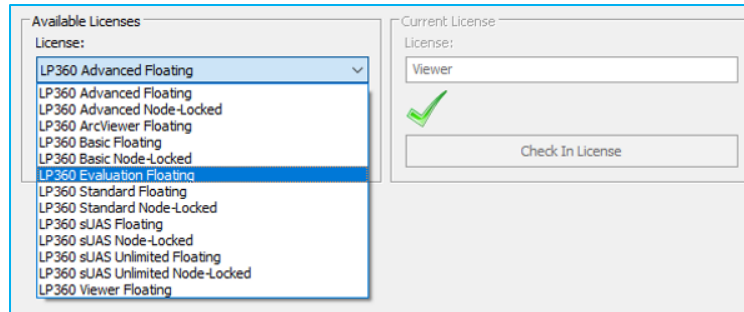 Available Licenses
License:
LP360 Advanced Floating
LP360 Advanced Floating
LP360 Advanced Node-Locked
LP360 ArcViewer Floating
LP360 Basic Floating
LP360 Basic Node-Locked
LP360 Evaluation Floating
LP360 Standard Floating
LP360 Standard Node-Locked
LP360 sUAS Floating
LP360 sUAS Node-Locked
LP360 sUAS Unlimited Floating
LP360 sUAS Unlimited Node-Locked
LP360 Viewer Floating
Current License
License:
Viewer
Check In License